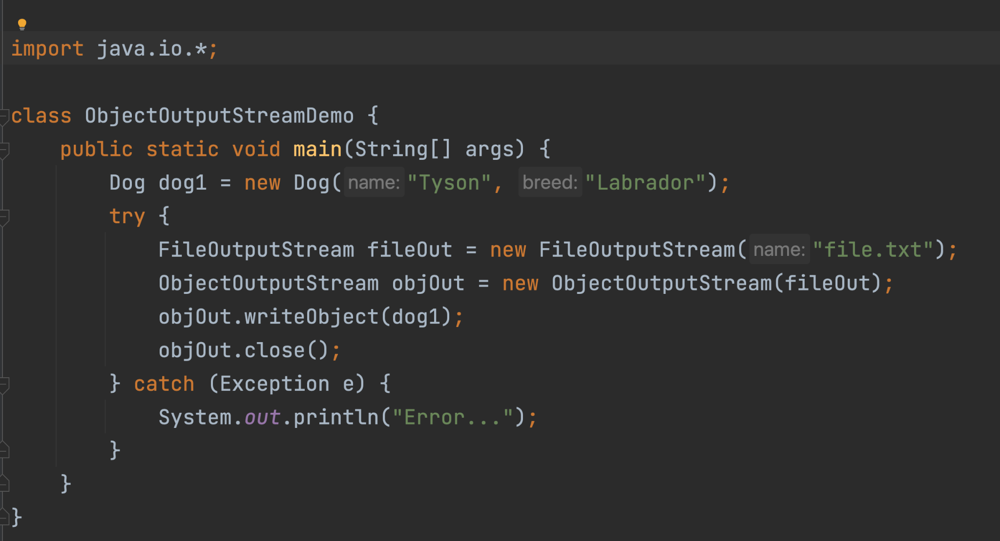 import java.io.*;
class ObjectOutputStreamDemo {
public static void main(String[] args) {
Dog dog1 = new Dog( name: "Tyson", breed: "Labrador");
try {
FileOutputStream fileOut = new FileOutputStream( name: "file.txt");
ObjectOutputStream objOut = new ObjectOutputStream(fileOut);
objOut.writeObject(dog1);
objOut.close();
} catch (Exception e) {
System.out.println("Error...");
}
}
}